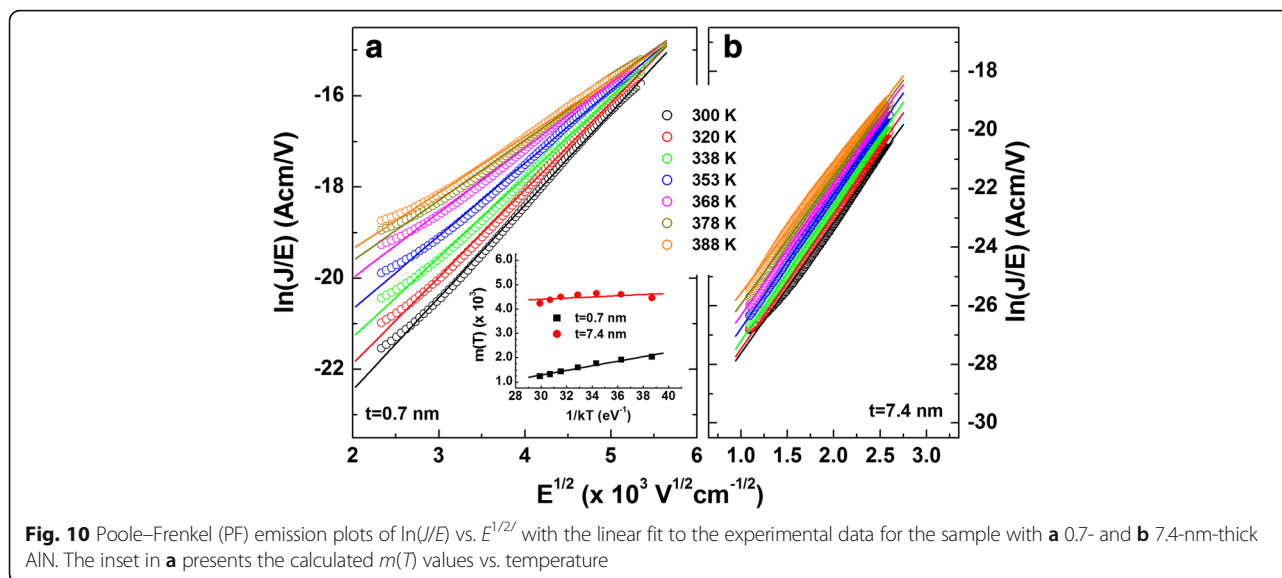 a
b
ln(J/E) (Acm/V)
-16
-18
-20
-22
300 K
320 K
338 K
353 K
368 K
378 K
388 K
m(T) (x 10³)
6.0
5.0
4.0
3.0
2.0
1.0
t=0.7 nm
t=7.4 nm
28 30 32 34 36 38 40
1/kT (eV⁻¹)
t=0.7 nm
t=7.4 nm
-18
-20
-22
-24
-26
-28
-30
ln(J/E) (Acm/V)
2 3 4 5 6
1.0 1.5 2.0 2.5 3.0
E^{1/2} (x 10³ V^{1/2}cm^{-1/2})
Fig. 10 Poole–Frenkel (PF) emission plots of ln(J/E) vs. E^{1/2/} with the linear fit to the experimental data for the sample with a 0.7- and b 7.4-nm-thick
AlN. The inset in a presents the calculated m(T) values vs. temperature